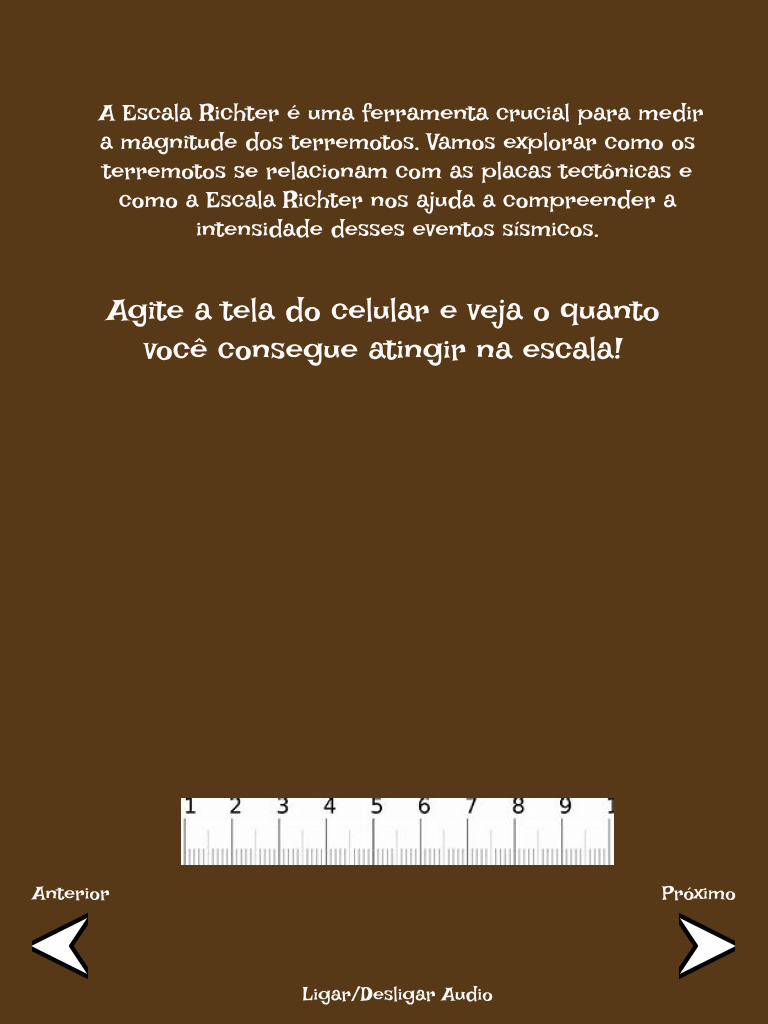 A Escala Richter é uma ferramenta crucial para medir
a magnitude dos terremotos. Vamos explorar como os
terremotos se relacionam com as placas tectônicas e
como a Escala Richter nos ajuda a compreender a
intensidade desses eventos sísmicos.
Agite a tela do celular e veja o quanto
você consegue atingir na escala!
1 2 3 4 5 6 7 8 9 1
Anterior Próximo
Ligar/Desligar Audio